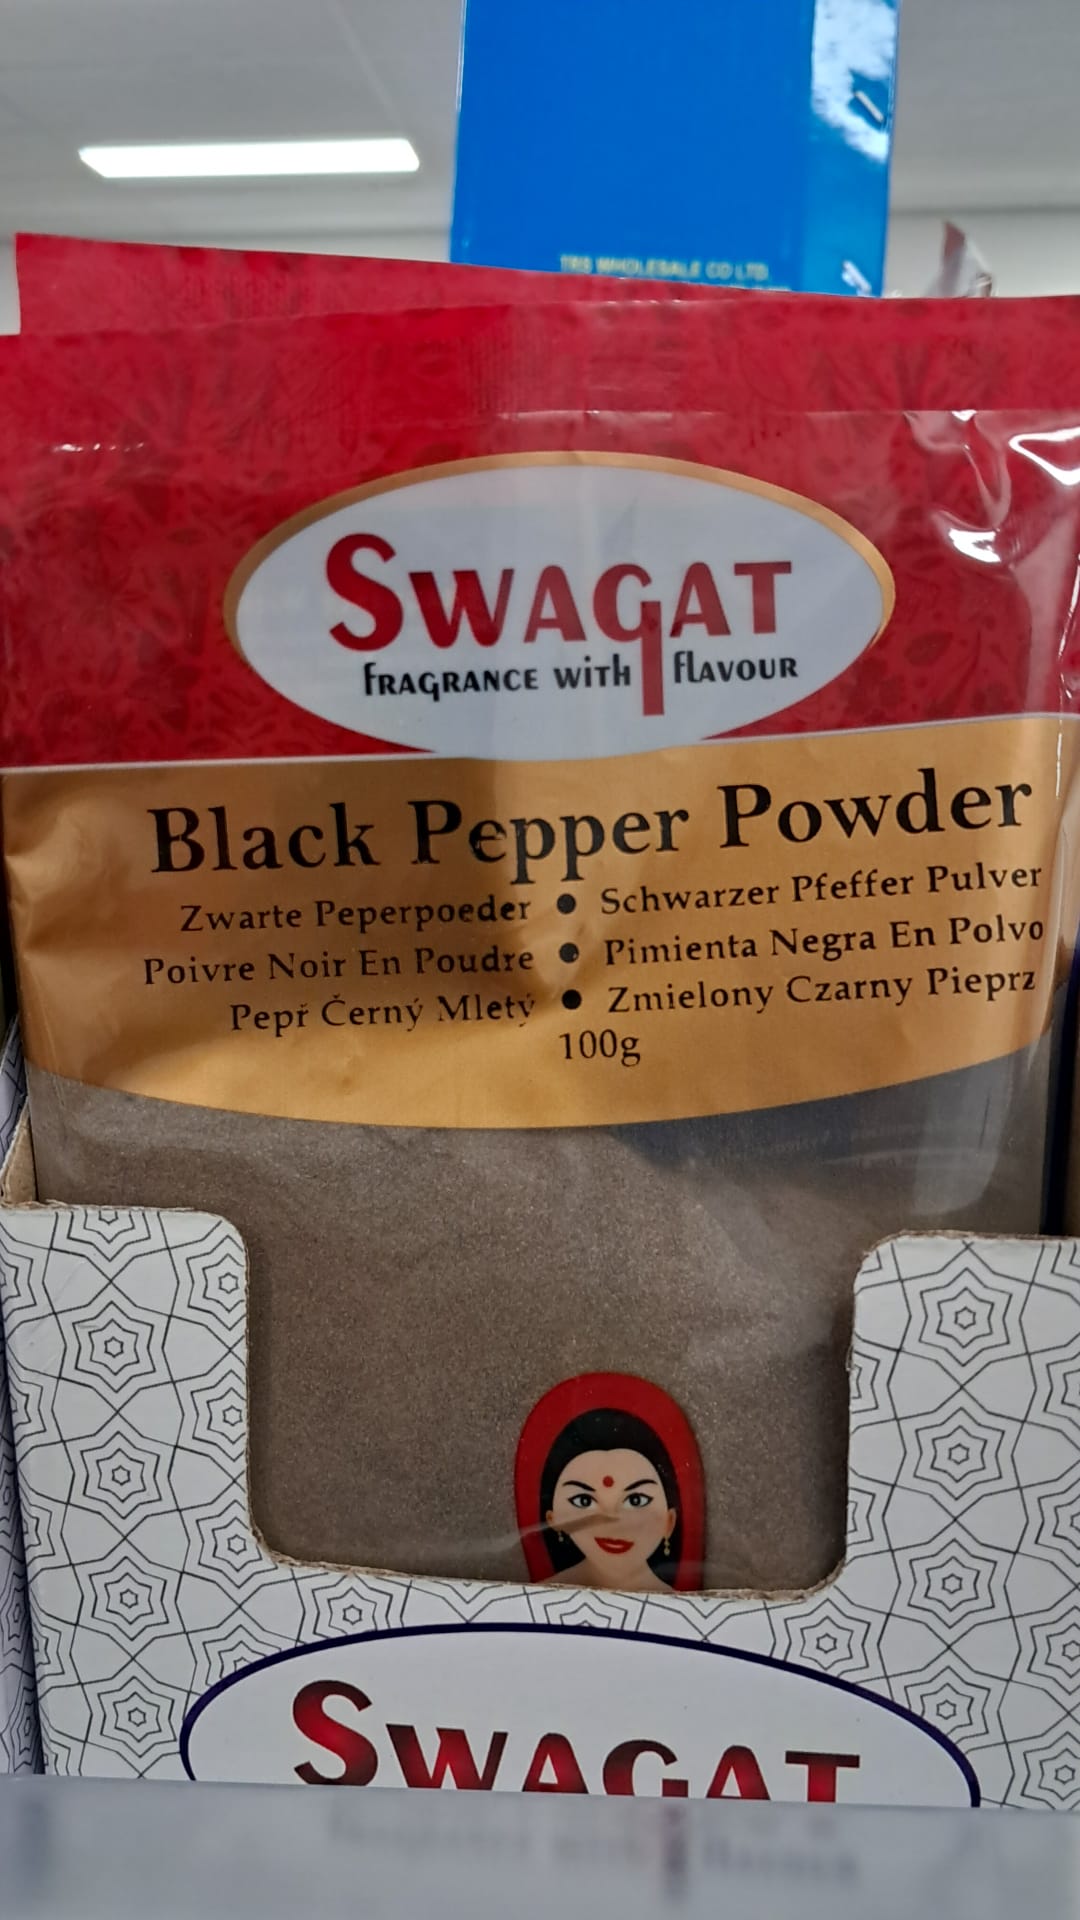 TRS WHOLESALE CO LTD.
SWAGAT
FRAGRANCE WITH FLAVOUR
Black Pepper Powder
Zwarte Peperpoeder • Schwarzer Pfeffer Pulver
Poivre Noir En Poudre • Pimienta Negra En Polvo
Pepř Černý Mletý • Zmielony Czarny Pieprz
100g
SWAGAT